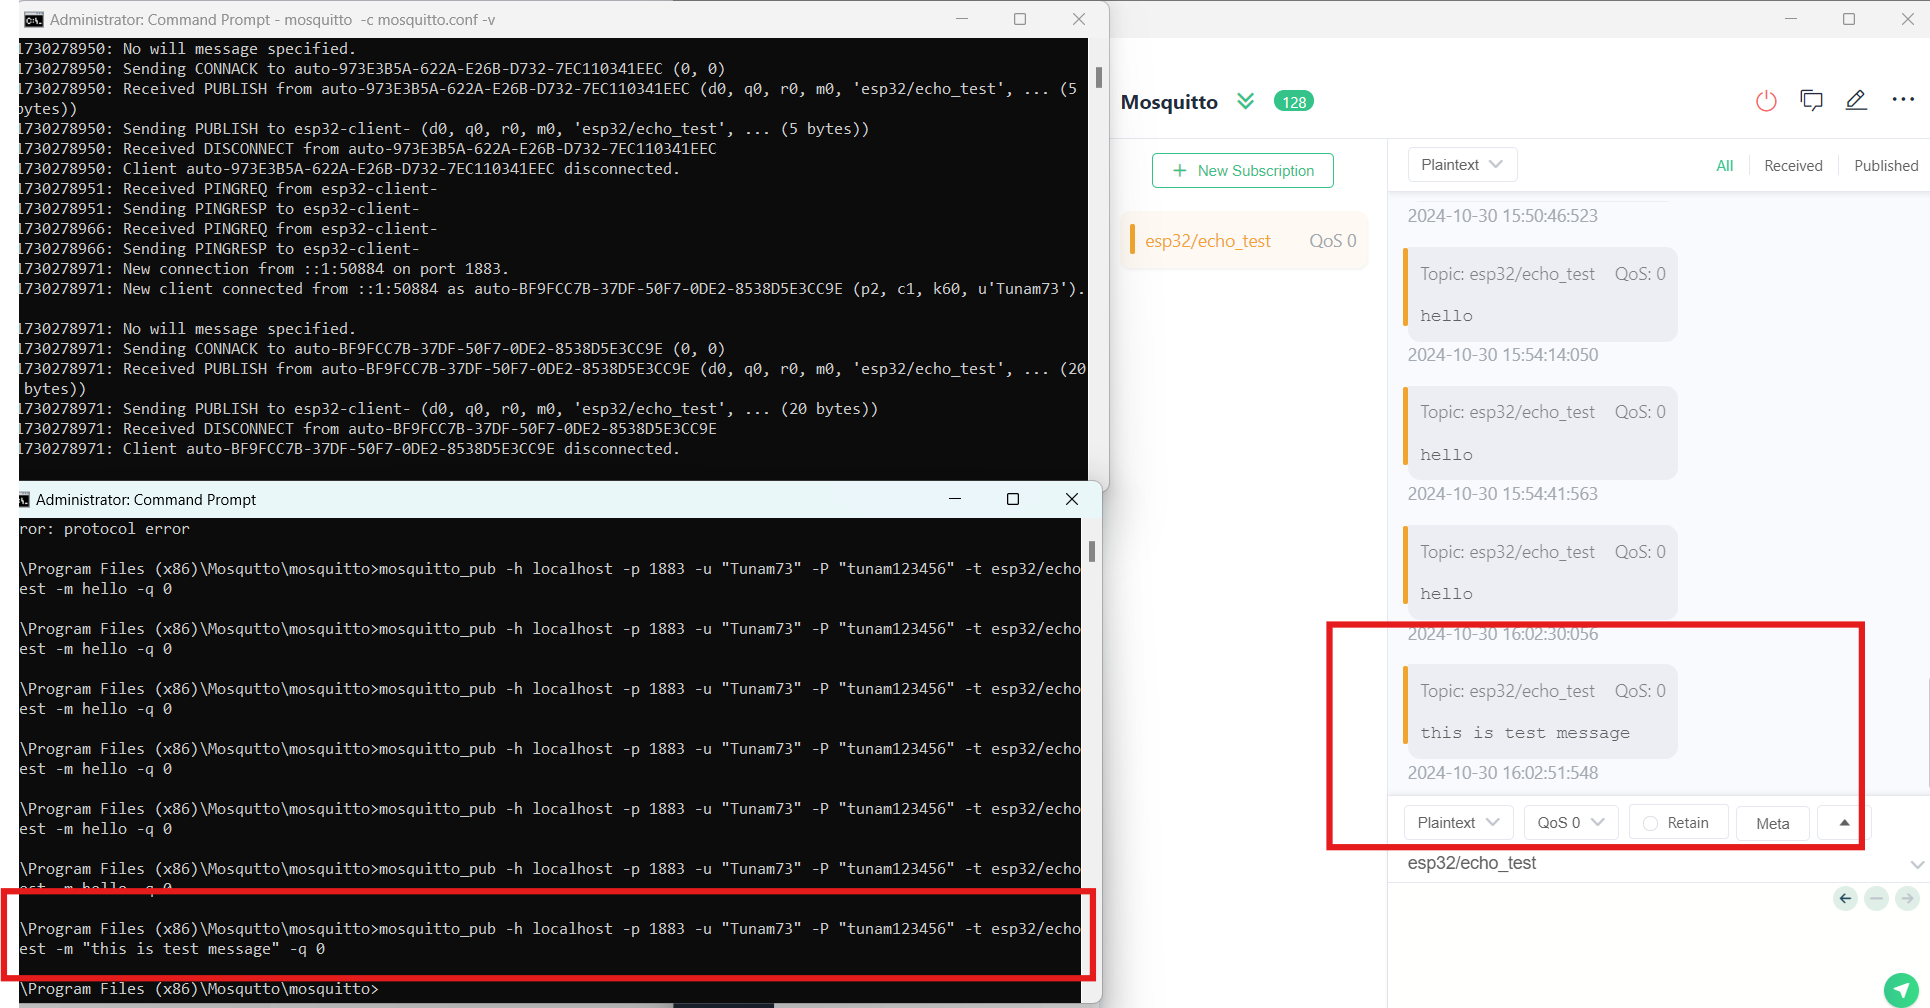 Administrator: Command Prompt - mosquitto  -c mosquitto.conf -v
1730278950: No will message specified.
1730278950: Sending CONNACK to auto-973E3B5A-622A-E26B-D732-7EC110341EEC (0, 0)
1730278950: Received PUBLISH from auto-973E3B5A-622A-E26B-D732-7EC110341EEC (d0, q0, r0, m0, 'esp32/echo_test', ... (5
bytes))
1730278950: Sending PUBLISH to esp32-client- (d0, q0, r0, m0, 'esp32/echo_test', ... (5 bytes))
1730278950: Received DISCONNECT from auto-973E3B5A-622A-E26B-D732-7EC110341EEC
1730278950: Client auto-973E3B5A-622A-E26B-D732-7EC110341EEC disconnected.
1730278951: Received PINGREQ from esp32-client-
1730278951: Sending PINGRESP to esp32-client-
1730278966: Received PINGREQ from esp32-client-
1730278966: Sending PINGRESP to esp32-client-
1730278971: New connection from ::1:50884 on port 1883.
1730278971: New client connected from ::1:50884 as auto-BF9FCC7B-37DF-50F7-0DE2-8538D5E3CC9E (p2, c1, k60, u'Tunam73').
1730278971: No will message specified.
1730278971: Sending CONNACK to auto-BF9FCC7B-37DF-50F7-0DE2-8538D5E3CC9E (0, 0)
1730278971: Received PUBLISH from auto-BF9FCC7B-37DF-50F7-0DE2-8538D5E3CC9E (d0, q0, r0, m0, 'esp32/echo_test', ... (20
bytes))
1730278971: Sending PUBLISH to esp32-client- (d0, q0, r0, m0, 'esp32/echo_test', ... (20 bytes))
1730278971: Received DISCONNECT from auto-BF9FCC7B-37DF-50F7-0DE2-8538D5E3CC9E
1730278971: Client auto-BF9FCC7B-37DF-50F7-0DE2-8538D5E3CC9E disconnected.
Administrator: Command Prompt
ror: protocol error
\Program Files (x86)\Mosqutto\mosquitto>mosquitto_pub -h localhost -p 1883 -u "Tunam73" -P "tunam123456" -t esp32/echo
est -m hello -q 0
\Program Files (x86)\Mosqutto\mosquitto>mosquitto_pub -h localhost -p 1883 -u "Tunam73" -P "tunam123456" -t esp32/echo
est -m hello -q 0
\Program Files (x86)\Mosqutto\mosquitto>mosquitto_pub -h localhost -p 1883 -u "Tunam73" -P "tunam123456" -t esp32/echo
est -m hello -q 0
\Program Files (x86)\Mosqutto\mosquitto>mosquitto_pub -h localhost -p 1883 -u "Tunam73" -P "tunam123456" -t esp32/echo
est -m hello -q 0
\Program Files (x86)\Mosqutto\mosquitto>mosquitto_pub -h localhost -p 1883 -u "Tunam73" -P "tunam123456" -t esp32/echo
est -m hello -q 0
\Program Files (x86)\Mosqutto\mosquitto>mosquitto_pub -h localhost -p 1883 -u "Tunam73" -P "tunam123456" -t esp32/echo
est -m hello -q 0
\Program Files (x86)\Mosqutto\mosquitto>mosquitto_pub -h localhost -p 1883 -u "Tunam73" -P "tunam123456" -t esp32/echo
est -m "this is test message" -q 0
\Program Files (x86)\Mosqutto\mosquitto>
Mosquitto 128
+ New Subscription
esp32/echo_test QoS 0
Plaintext All Received Published
2024-10-30 15:50:46:523
Topic: esp32/echo_test QoS: 0
hello
2024-10-30 15:54:14:050
Topic: esp32/echo_test QoS: 0
hello
2024-10-30 15:54:41:563
Topic: esp32/echo_test QoS: 0
hello
2024-10-30 16:02:30:056
Topic: esp32/echo_test QoS: 0
this is test message
2024-10-30 16:02:51:548
Plaintext QoS 0 Retain Meta
esp32/echo_test